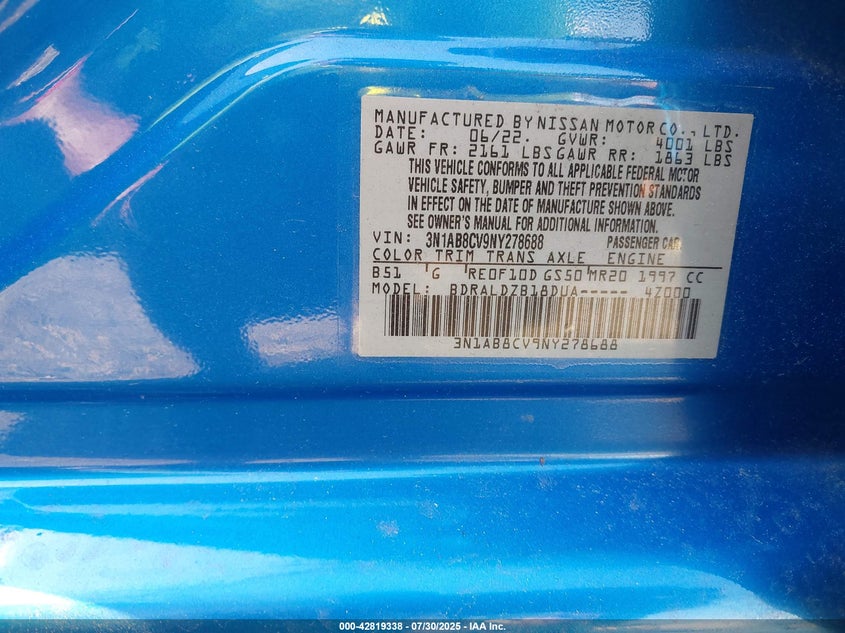 MANUFACTURED BY NISSAN MOTOR CO., LTD.
DATE: 06/22. GVWR: 4001 LBS
GAWR FR: 2161 LBS GAWR RR: 1863 LBS
THIS VEHICLE CONFORMS TO ALL APPLICABLE FEDERAL MOTOR
VEHICLE SAFETY, BUMPER AND THEFT PREVENTION STANDARDS
IN EFFECT ON THE DATE OF MANUFACTURE SHOWN ABOVE.
SEE OWNER'S MANUAL FOR ADDITIONAL INFORMATION.
VIN: 3N1AB8CV9NY278688 PASSENGER CAR
COLOR TRIM TRANS AXLE ENGINE
B51 G RE0F10D GS50 MR20 1997 CC
MODEL: BDRALDZB18DUA----- 4Z000
3N1AB8CV9NY278688
000-42819338 - 07/30/2025 - IAA Inc.